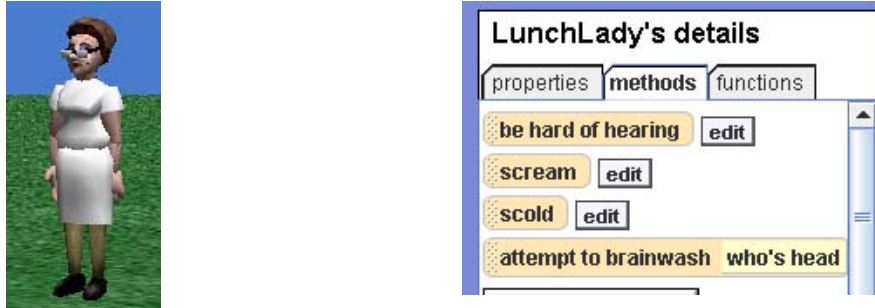 LunchLady's details
properties methods functions
be hard of hearing edit
scream edit
scold edit
attempt to brainwash who's head